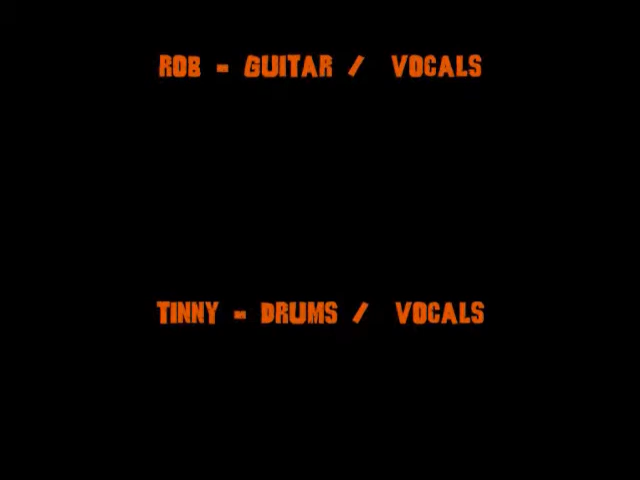 ROB - GUITAR / VOCALS
TINNY - DRUMS / VOCALS